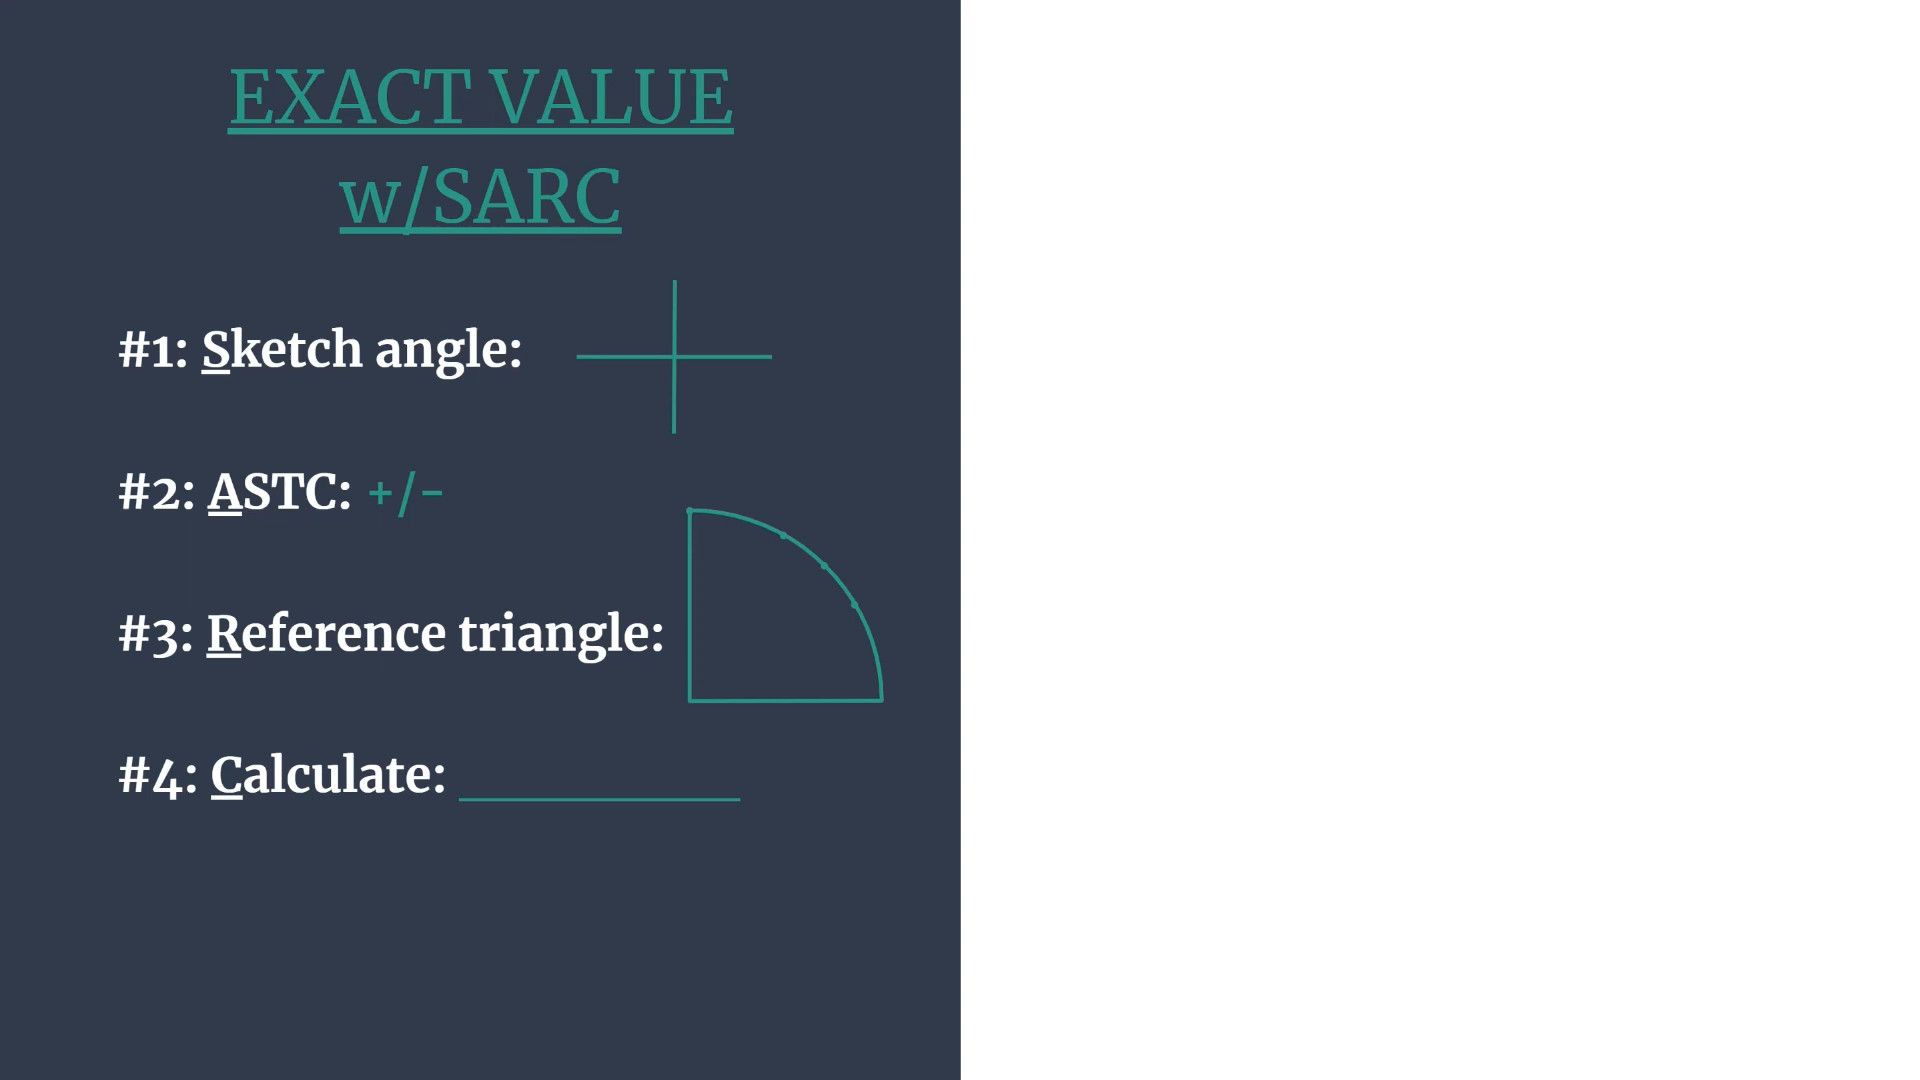 EXACT VALUE
w/SARC
#1: Sketch angle:
#2: ASTC: +/-
#3: Reference triangle:
#4: Calculate: